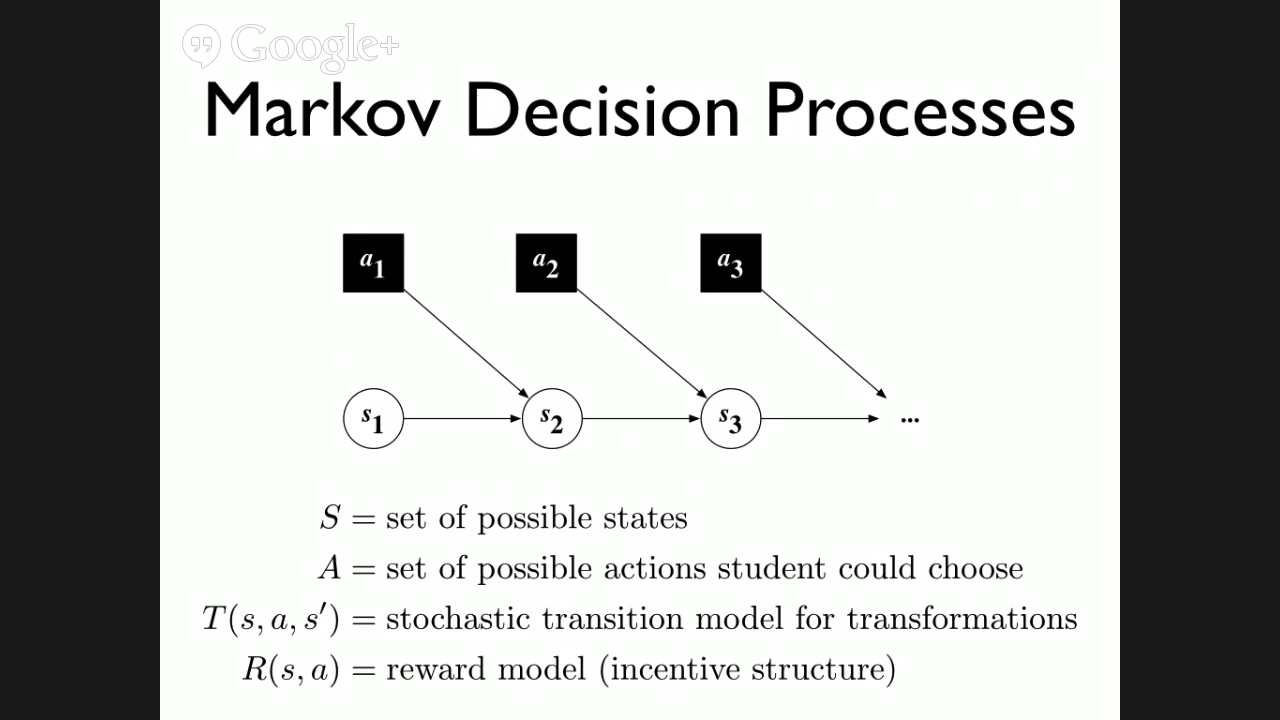 Google+
Markov Decision Processes
a1 a2 a3
s1 s2 s3 ...
S = set of possible states
A = set of possible actions student could choose
T(s, a, s′) = stochastic transition model for transformations
R(s, a) = reward model (incentive structure)